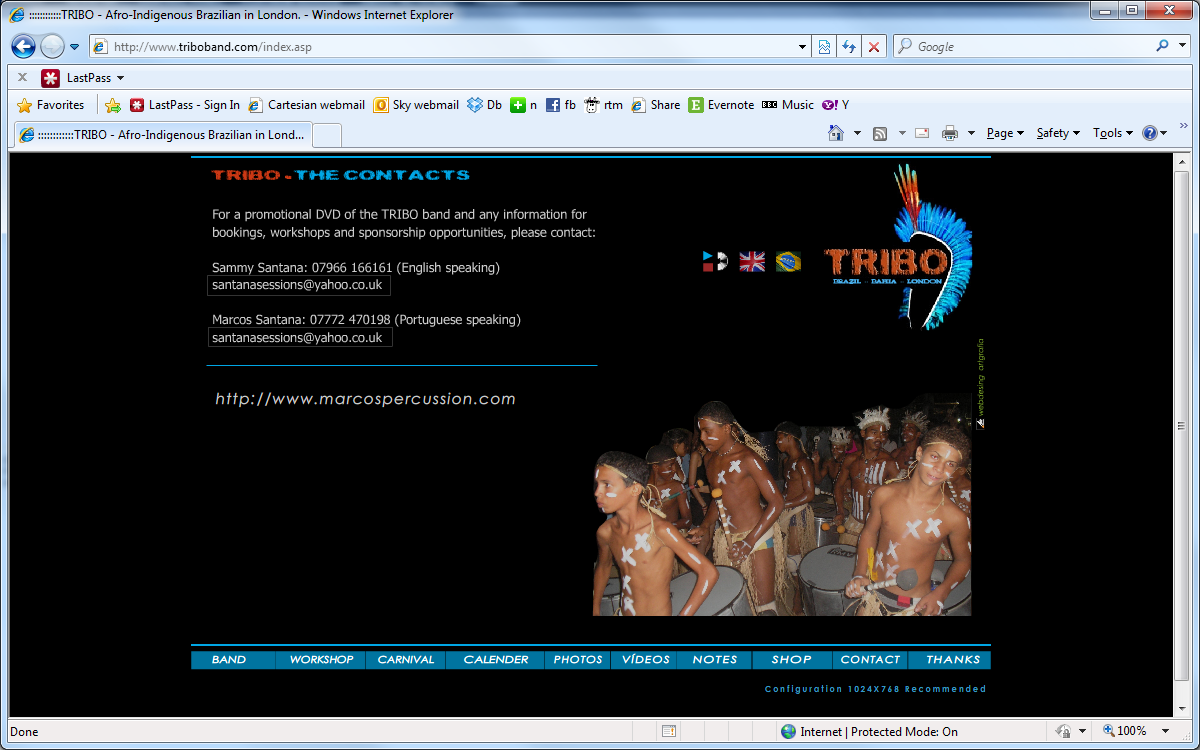 ::::::::::::TRIBO - Afro-Indigenous Brazilian in London. - Windows Internet Explorer
http://www.triboband.com/index.asp
Google
LastPass
Favorites
LastPass - Sign In
Cartesian webmail
Sky webmail
Db
n
fb
rtm
Share
Evernote
BBC Music
Y! Y
::::::::::::TRIBO - Afro-Indigenous Brazilian in Lond...
Page
Safety
Tools
TRIBO - THE CONTACTS
For a promotional DVD of the TRIBO band and any information for
bookings, workshops and sponsorship opportunities, please contact:
Sammy Santana: 07966 166161 (English speaking)
santanasessions@yahoo.co.uk
Marcos Santana: 07772 470198 (Portuguese speaking)
santanasessions@yahoo.co.uk
http://www.marcospercussion.com
TRIBO
BRAZIL - BAHIA - LONDON
webdesing artgrafia
BAND
WORKSHOP
CARNIVAL
CALENDER
PHOTOS
VÍDEOS
NOTES
SHOP
CONTACT
THANKS
Configuration 1024X768 Recommended
Done
Internet | Protected Mode: On
100%